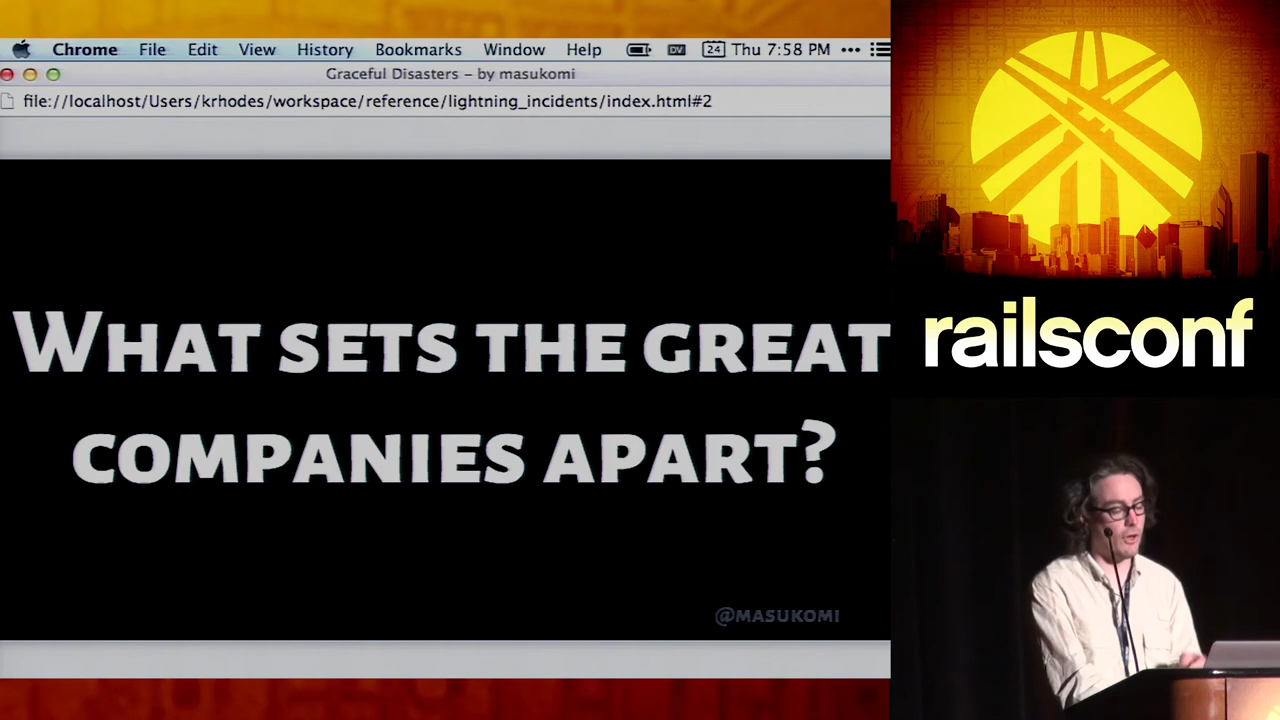 Chrome File Edit View History Bookmarks Window Help DV 24 Thu 7:58 PM
Graceful Disasters – by masukomi
file://localhost/Users/krhodes/workspace/reference/lightning_incidents/index.html#2
What sets the great
companies apart?
@masukomi
railsconf